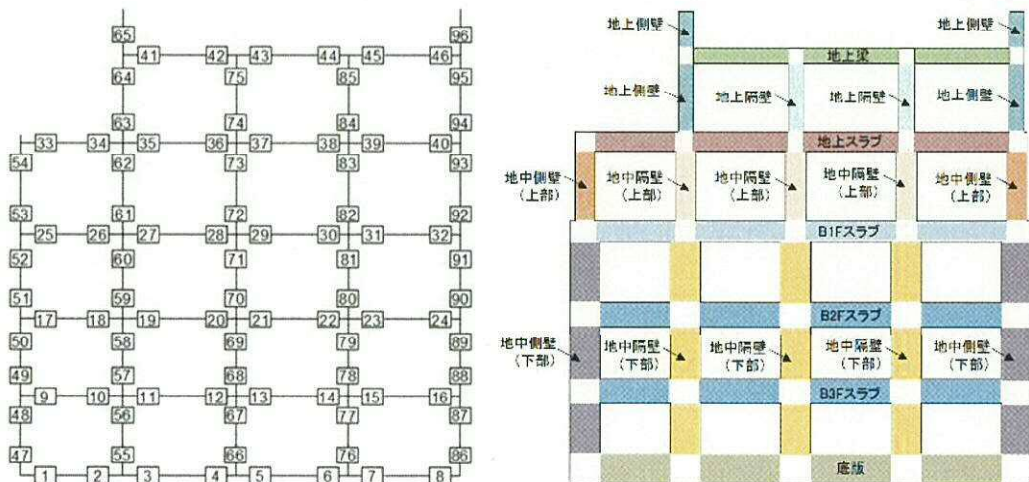 65 96
41 42 43 44 45 46
64 75 85 95
63 74 84 94
33 34 35 36 37 38 39 40
54 62 73 83 93
53 61 72 82 92
25 26 27 28 29 30 31 32
52 60 71 81 91
51 59 70 80 90
17 18 19 20 21 22 23 24
50 58 69 79 89
49 57 68 78 88
9 10 11 12 13 14 15 16
48 56 67 77 87
47 55 66 76 86
1 2 3 4 5 6 7 8
地上側壁 地上側壁
地上梁
地上側壁 地上隔壁 地上隔壁 地上側壁
地上スラブ
地中側壁 地中隔壁 地中隔壁 地中隔壁 地中側壁
(上部) (上部) (上部) (上部) (上部)
B1Fスラブ
B2Fスラブ
地中側壁 地中隔壁 地中隔壁 地中隔壁 地中側壁
(下部) (下部) (下部) (下部) (下部)
B3Fスラブ
底版